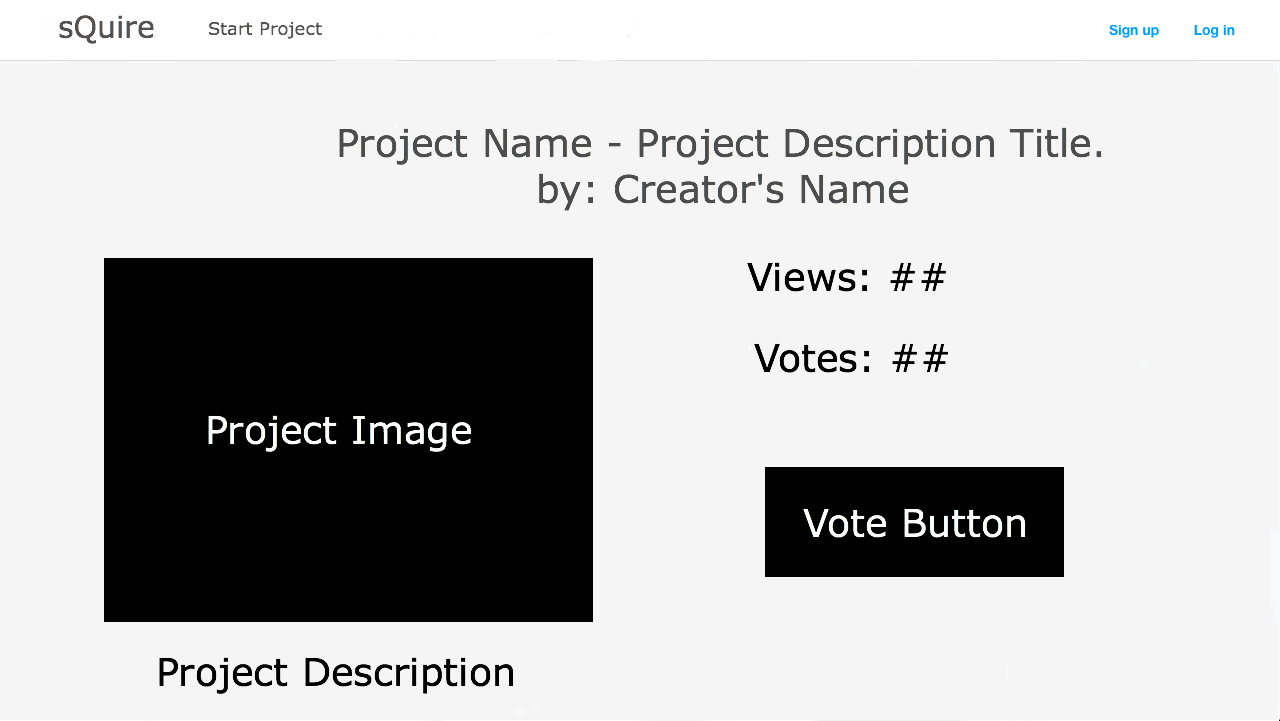 sQuire Start Project Sign up Log in
Project Name - Project Description Title.
by: Creator's Name
Views: ##
Votes: ##
Project Image
Vote Button
Project Description